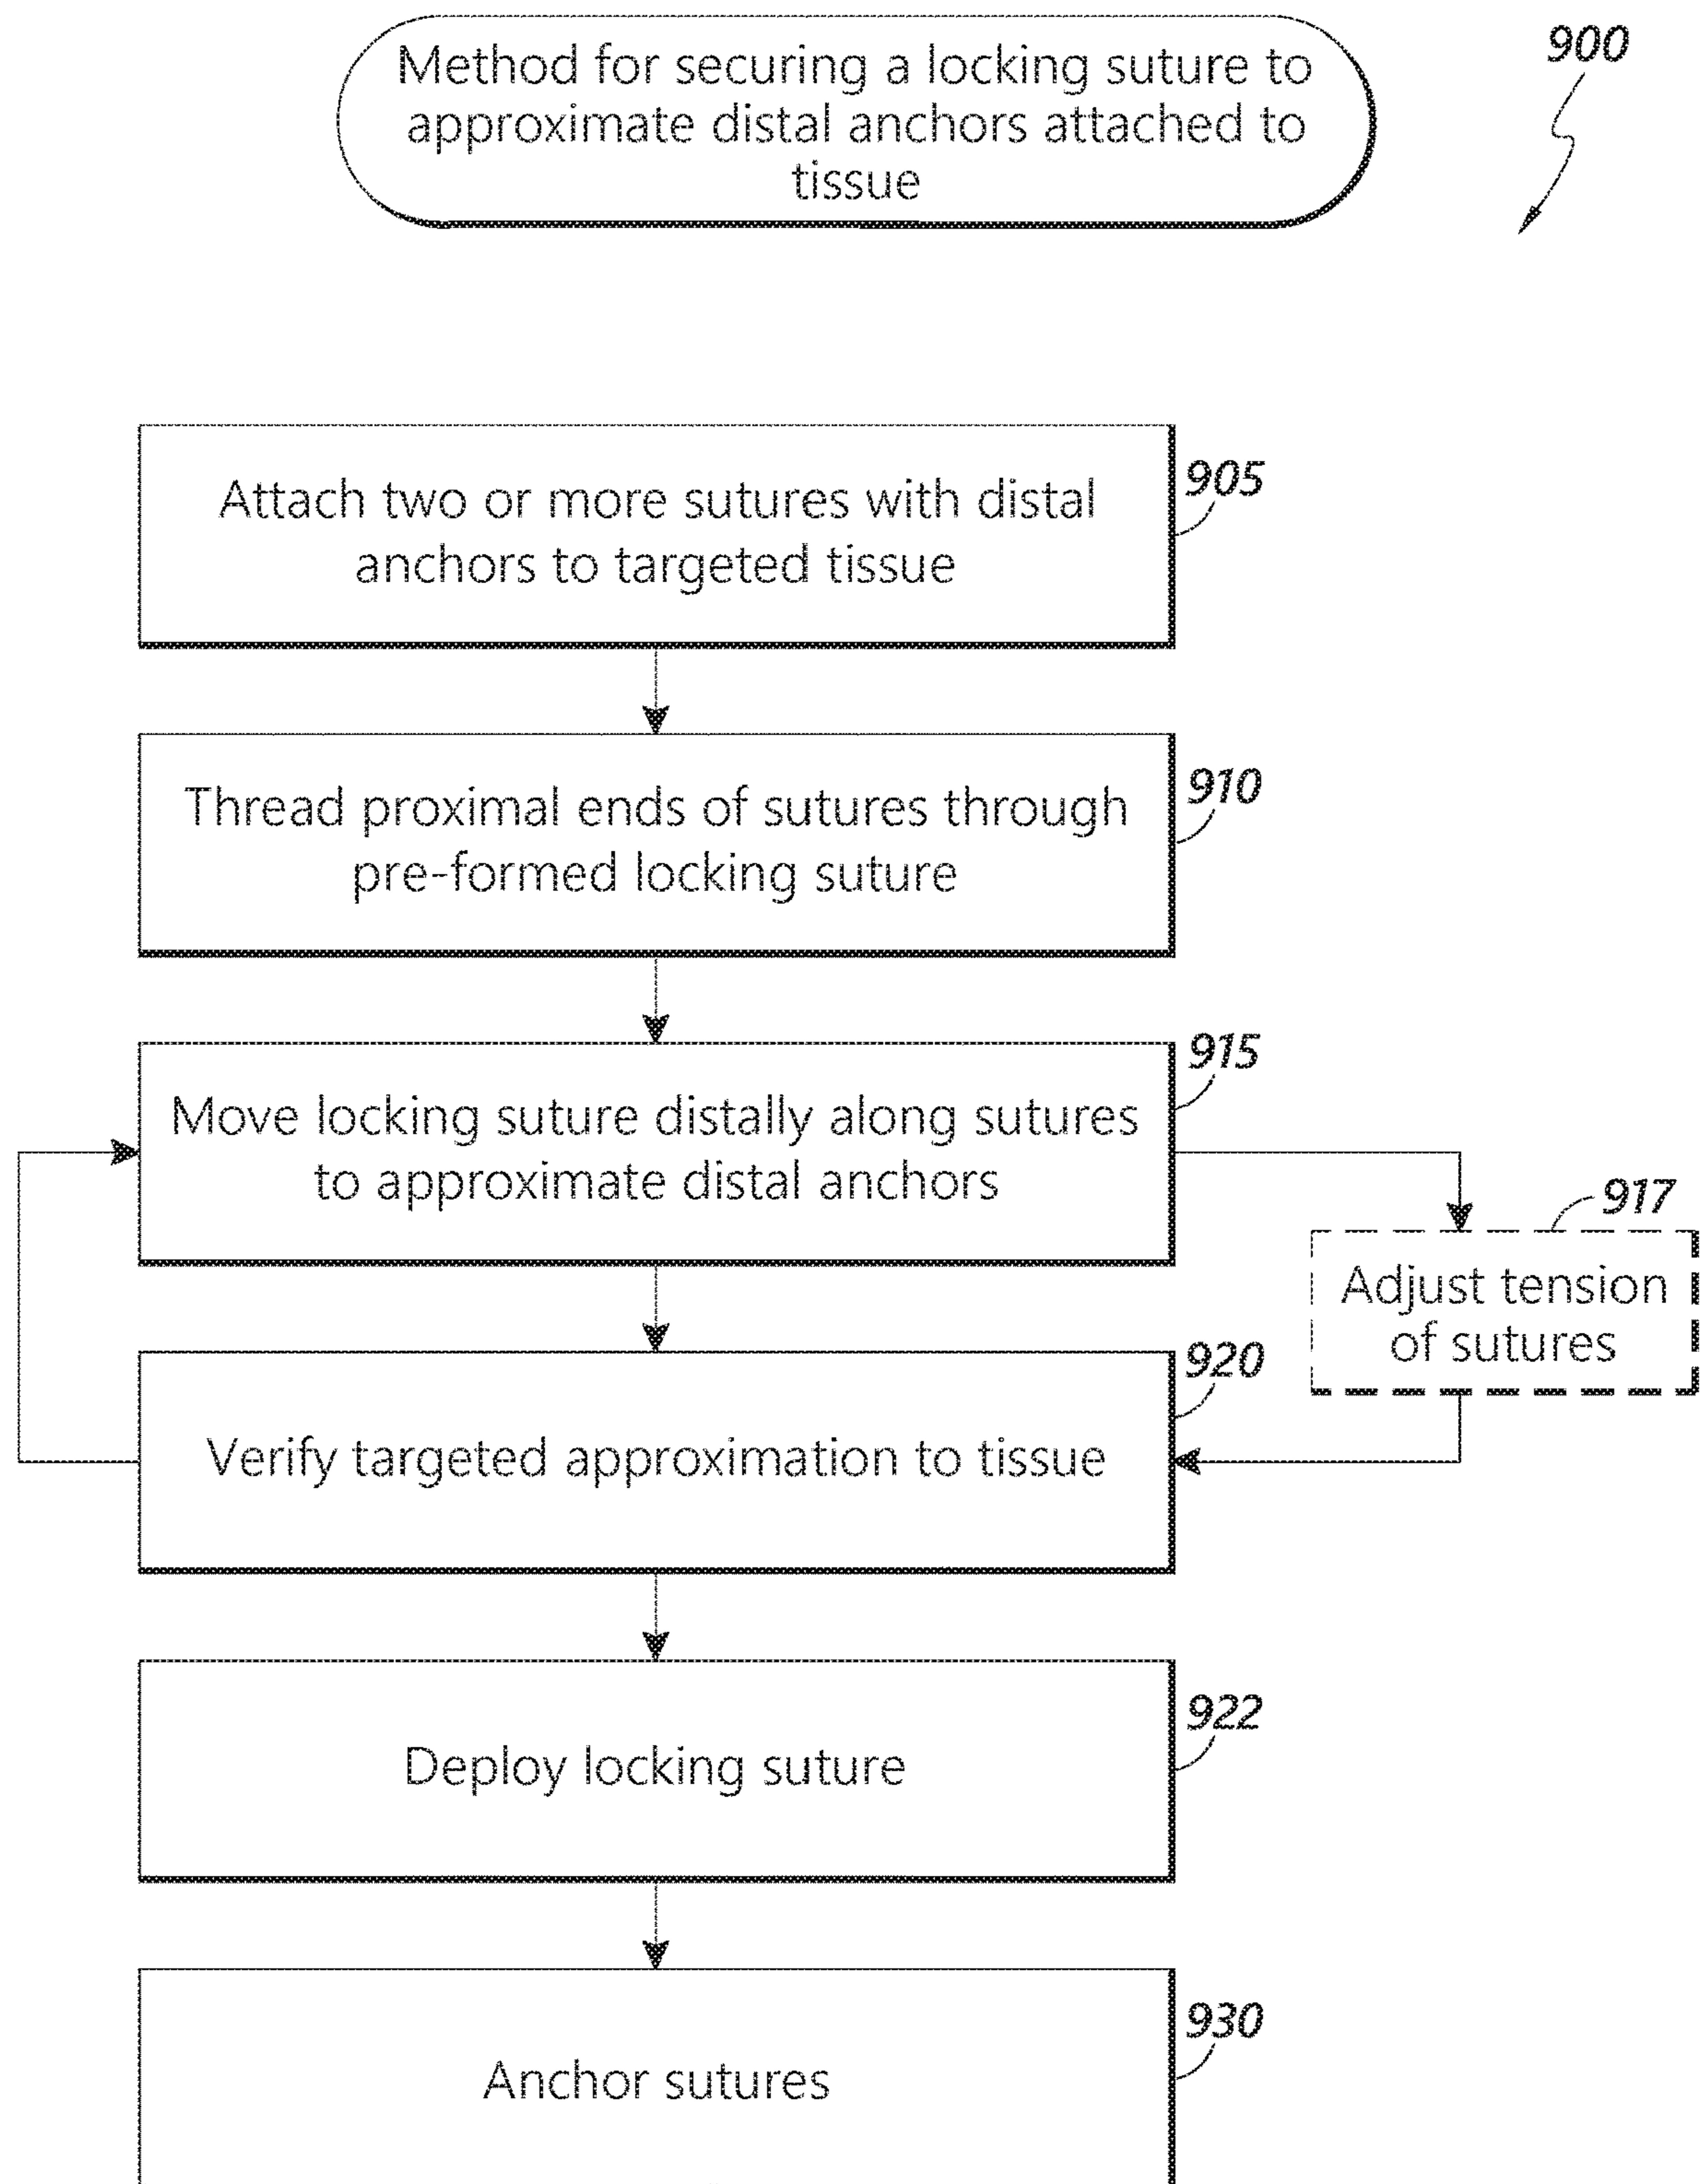 Method for securing a locking suture to
approximate distal anchors attached to
tissue
900
Attach two or more sutures with distal
anchors to targeted tissue
905
Thread proximal ends of sutures through
pre-formed locking suture
910
Move locking suture distally along sutures
to approximate distal anchors
915
Adjust tension
of sutures
917
Verify targeted approximation to tissue
920
Deploy locking suture
922
Anchor sutures
930